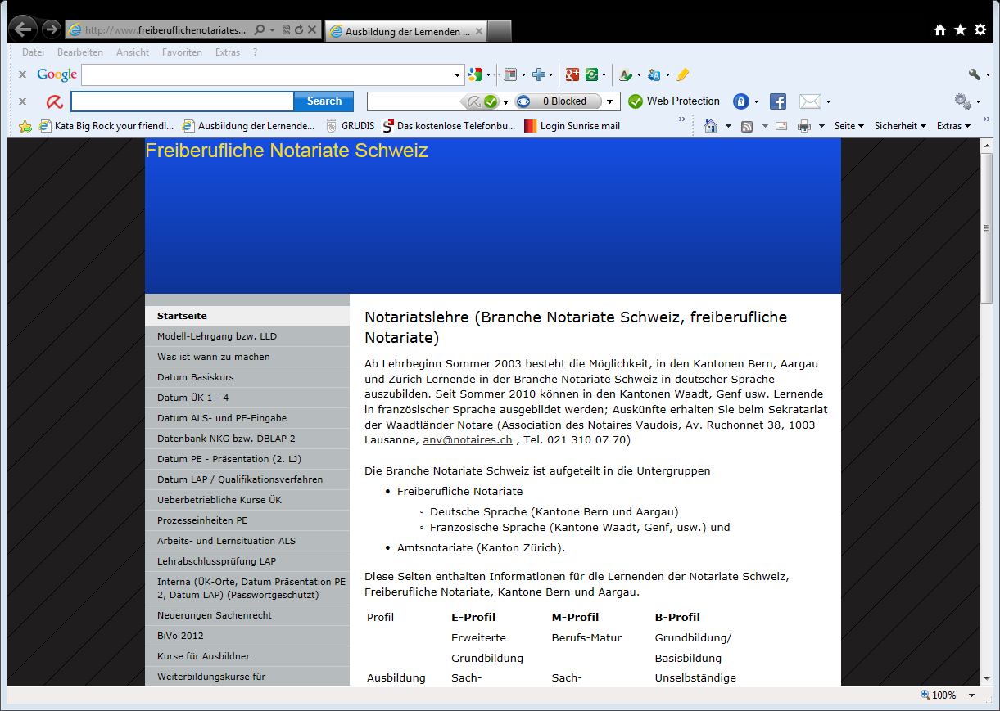 http://www.freiberuflichenotariates...
Ausbildung der Lernenden ...
Datei Bearbeiten Ansicht Favoriten Extras ?
x Google
x Search 0 Blocked Web Protection
Kata Big Rock your friendl... Ausbildung der Lernende... GRUDIS Das kostenlose Telefonbu... Login Sunrise mail » Seite Sicherheit Extras »
Freiberufliche Notariate Schweiz
Startseite
Modell-Lehrgang bzw. LLD
Was ist wann zu machen
Datum Basiskurs
Datum ÜK 1 - 4
Datum ALS- und PE-Eingabe
Datenbank NKG bzw. DBLAP 2
Datum PE - Präsentation (2. LJ)
Datum LAP / Qualifikationsverfahren
Ueberbetriebliche Kurse ÜK
Prozesseinheiten PE
Arbeits- und Lernsituation ALS
Lehrabschlussprüfung LAP
Interna (ÜK-Orte, Datum Präsentation PE
2, Datum LAP) (Passwortgeschützt)
Neuerungen Sachenrecht
BiVo 2012
Kurse für Ausbildner
Weiterbildungskurse für
Notariatslehre (Branche Notariate Schweiz, freiberufliche
Notariate)
Ab Lehrbeginn Sommer 2003 besteht die Möglichkeit, in den Kantonen Bern, Aargau
und Zürich Lernende in der Branche Notariate Schweiz in deutscher Sprache
auszubilden. Seit Sommer 2010 können in den Kantonen Waadt, Genf usw. Lernende
in französischer Sprache ausgebildet werden; Auskünfte erhalten Sie beim Sekratariat
der Waadtländer Notare (Association des Notaires Vaudois, Av. Ruchonnet 38, 1003
Lausanne, anv@notaires.ch , Tel. 021 310 07 70)
Die Branche Notariate Schweiz ist aufgeteilt in die Untergruppen
• Freiberufliche Notariate
◦ Deutsche Sprache (Kantone Bern und Aargau)
◦ Französische Sprache (Kantone Waadt, Genf, usw.) und
• Amtsnotariate (Kanton Zürich).
Diese Seiten enthalten Informationen für die Lernenden der Notariate Schweiz,
Freiberufliche Notariate, Kantone Bern und Aargau.
Profil E-Profil M-Profil B-Profil
Erweiterte Berufs-Matur Grundbildung/
Grundbildung Basisbildung
Ausbildung Sach- Sach- Unselbständige
100%